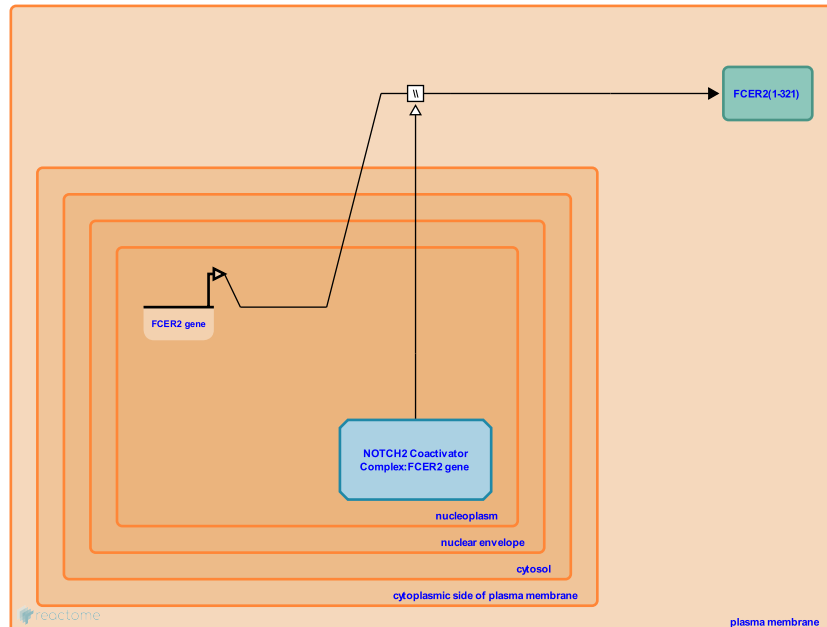 \\
FCER2(1-321)
FCER2 gene
NOTCH2 Coactivator
Complex:FCER2 gene
nucleoplasm
nuclear envelope
cytosol
cytoplasmic side of plasma membrane
reactome
plasma membrane